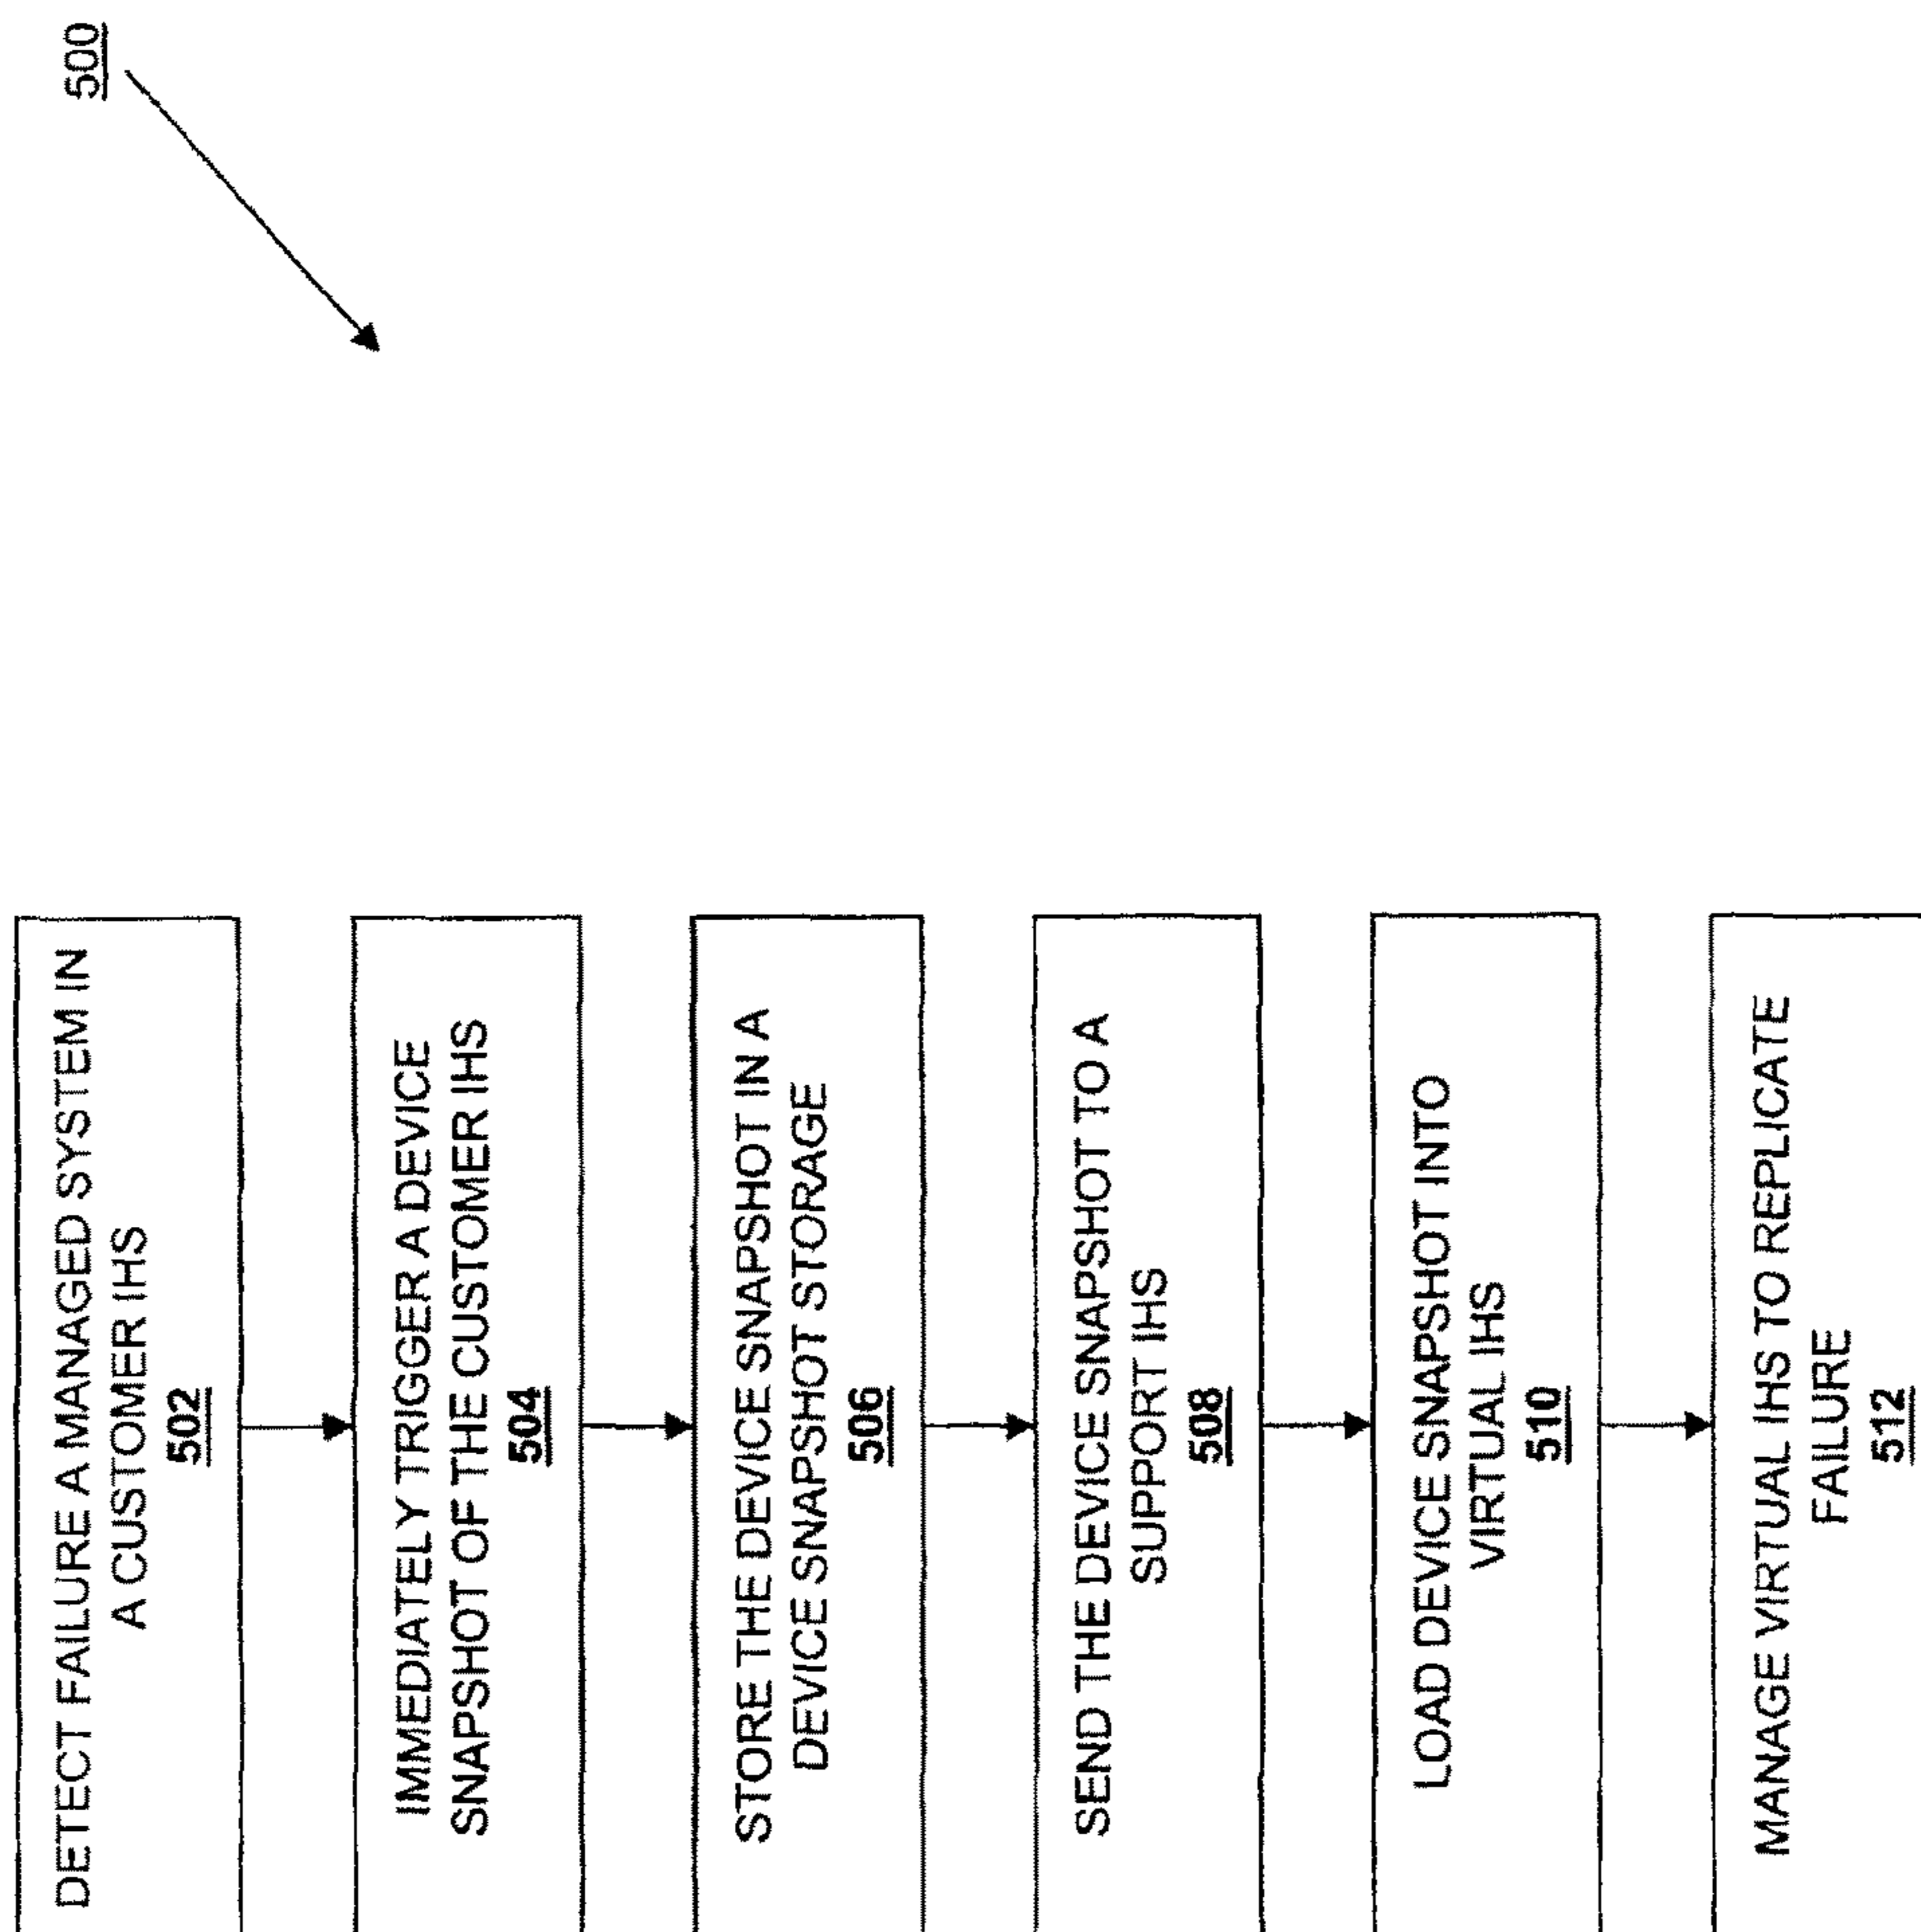 500
DETECT FAILURE A MANAGED SYSTEM IN
A CUSTOMER IHS
502
IMMEDIATELY TRIGGER A DEVICE
SNAPSHOT OF THE CUSTOMER IHS
504
STORE THE DEVICE SNAPSHOT IN A
DEVICE SNAPSHOT STORAGE
506
SEND THE DEVICE SNAPSHOT TO A
SUPPORT IHS
508
LOAD DEVICE SNAPSHOT INTO
VIRTUAL IHS
510
MANAGE VIRTUAL IHS TO REPLICATE
FAILURE
512